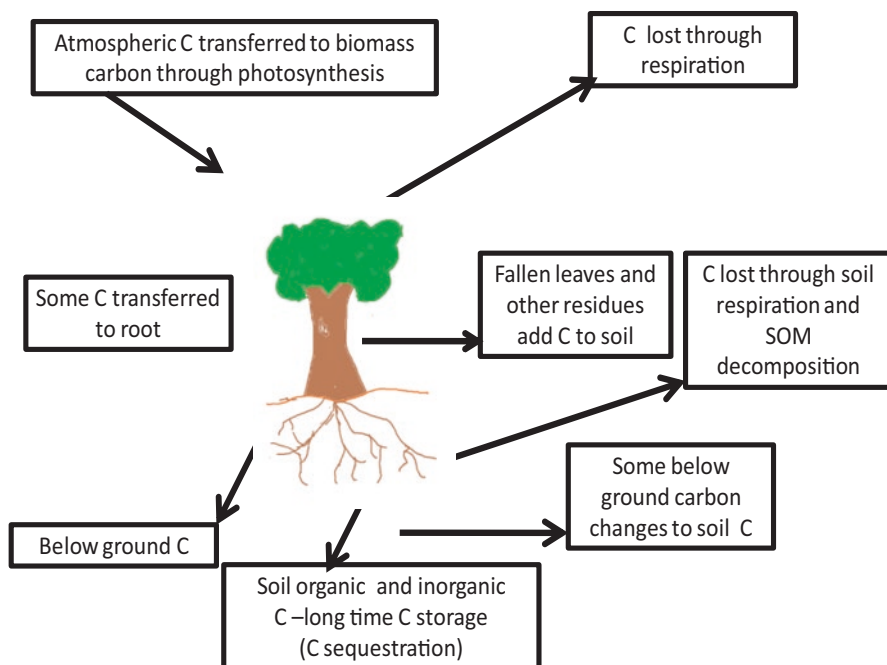 Atmospheric C transferred to biomass
carbon through photosynthesis
C lost through
respiration
Some C transferred
to root
Fallen leaves and
other residues
add C to soil
C lost through soil
respiration and
SOM
decomposition
Some below
ground carbon
changes to soil C
Below ground C
Soil organic and inorganic
C –long time C storage
(C sequestration)